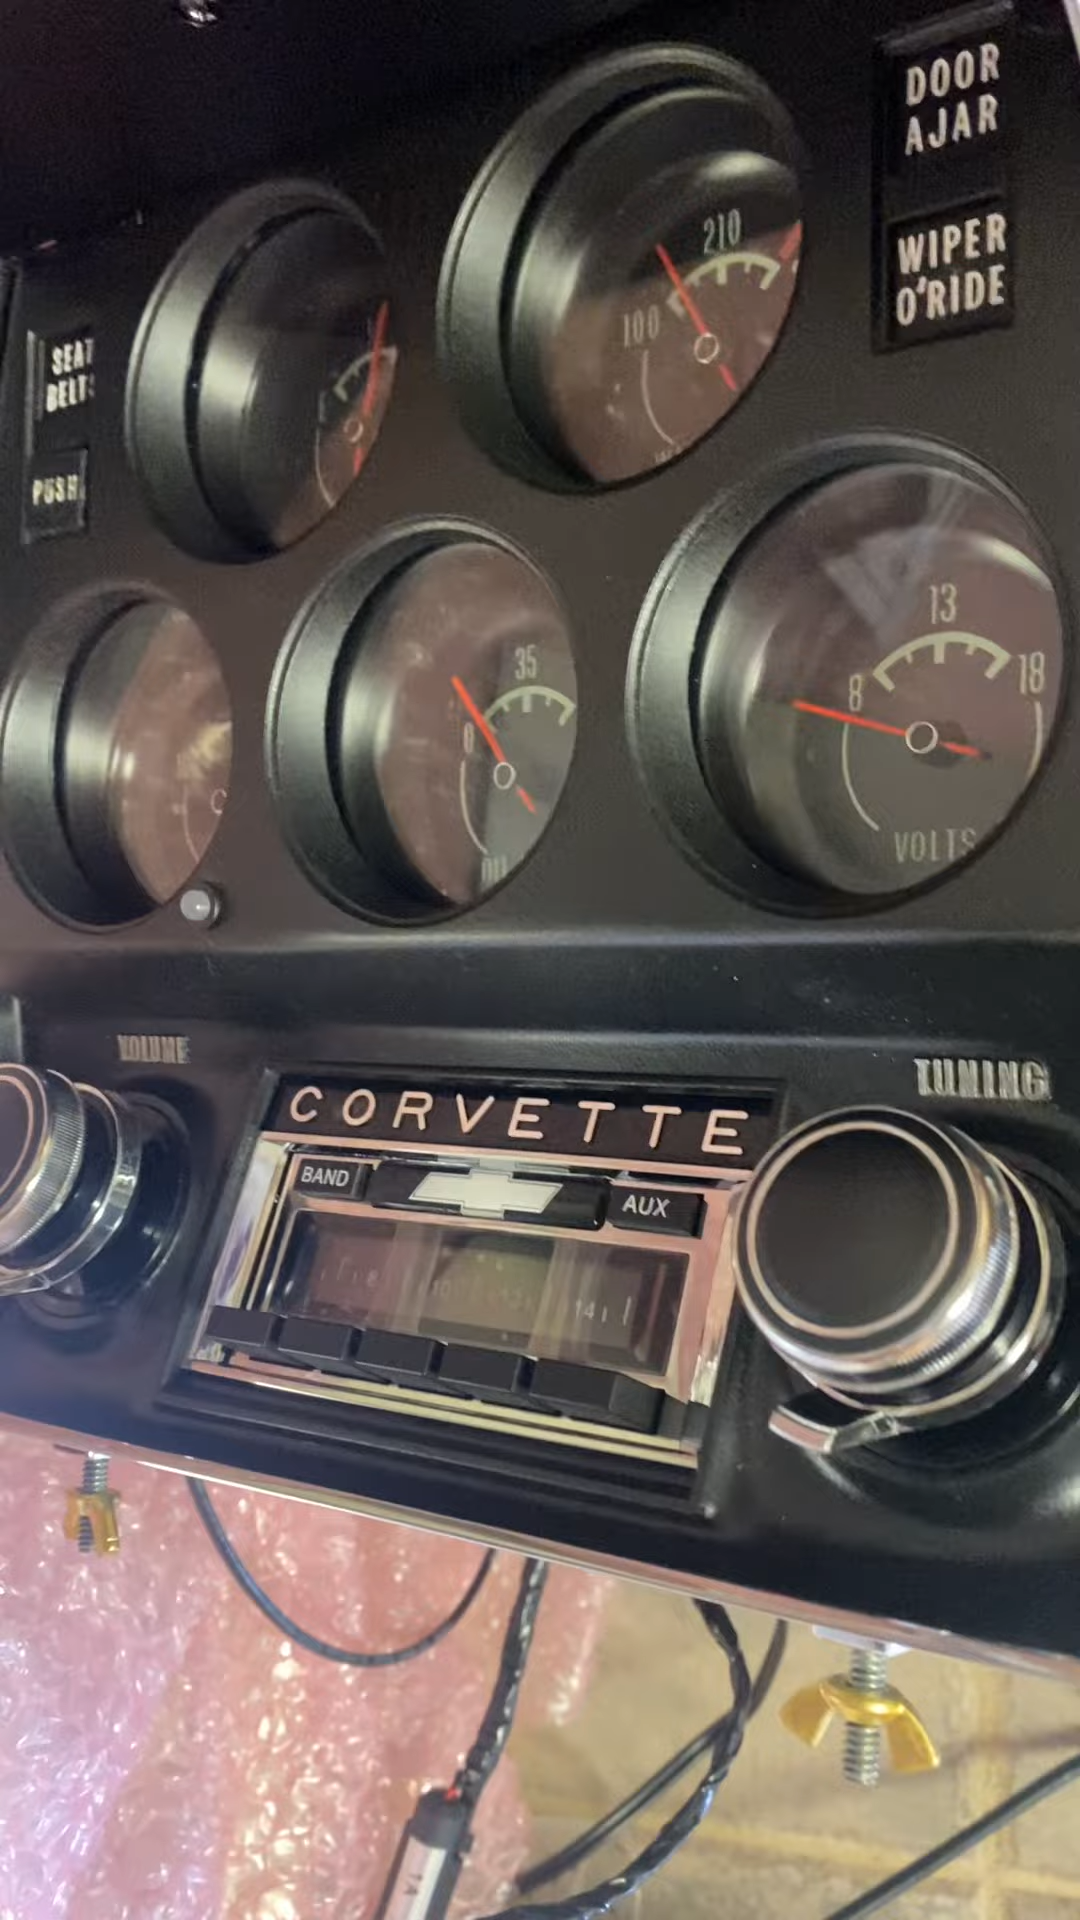 DOOR
AJAR
WIPER
O'RIDE
SEAT
BELTS
PUSH
210
100
35
0
13
8
18
VOLTS
OIL
VOLUME
TUNING
CORVETTE
BAND
AUX
14